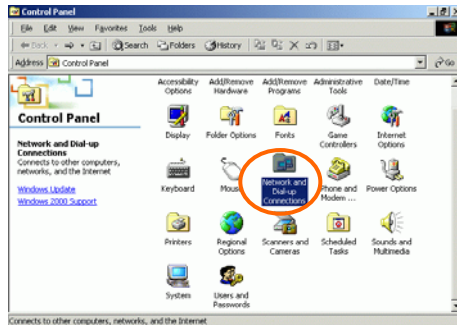 Control Panel
File Edit View Favorites Tools Help
Back Search Folders History
Address Control Panel Go
Control Panel
Network and Dial-up
Connections
Connects to other computers,
networks, and the Internet
Windows Update
Windows 2000 Support
Accessibility
Options
Add/Remove
Hardware
Add/Remove
Programs
Administrative
Tools
Date/Time
Display
Folder Options
Fonts
Game
Controllers
Internet
Options
Keyboard
Mouse
Network and
Dial-up
Connections
Phone and
Modem ...
Power Options
Printers
Regional
Options
Scanners and
Cameras
Scheduled
Tasks
Sounds and
Multimedia
System
Users and
Passwords
Connects to other computers, networks, and the Internet